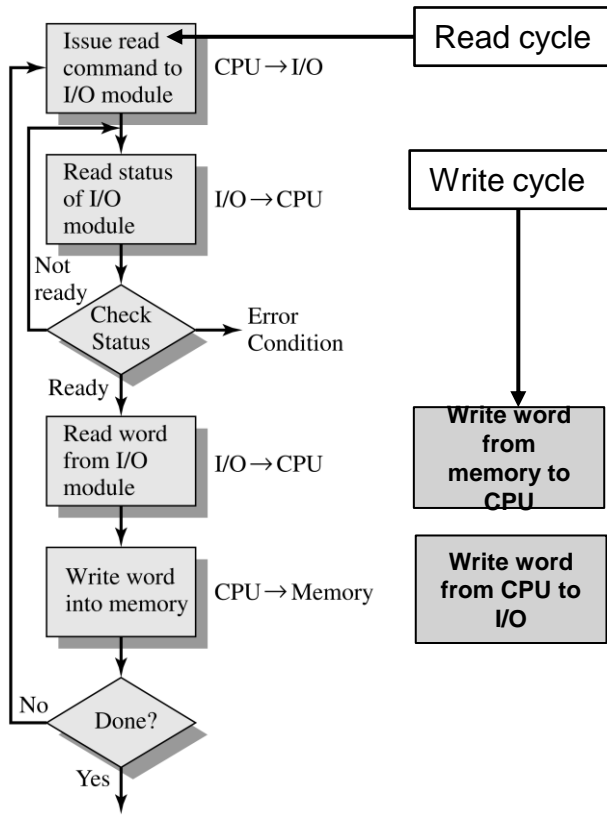 Issue read
command to
I/O module
CPU → I/O
Read cycle
Read status
of I/O
module
I/O → CPU
Write cycle
Not
ready
Check
Status
Error
Condition
Ready
Read word
from I/O
module
I/O → CPU
Write word
from
memory to
CPU
Write word
into memory
CPU → Memory
Write word
from CPU to
I/O
No
Done?
Yes